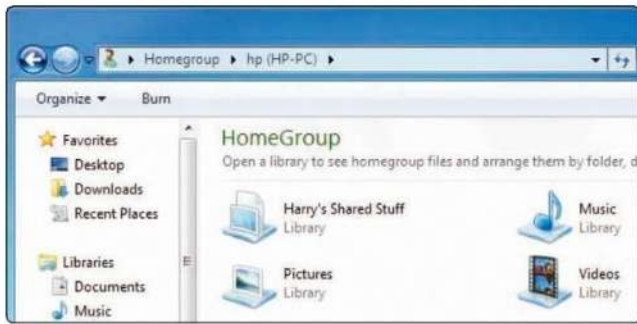 Homegroup hp (HP-PC)
Organize Burn
Favorites
Desktop
Downloads
Recent Places
Libraries
Documents
Music
HomeGroup
Open a library to see homegroup files and arrange them by folder, d
Harry's Shared Stuff
Library
Music
Library
Pictures
Library
Videos
Library